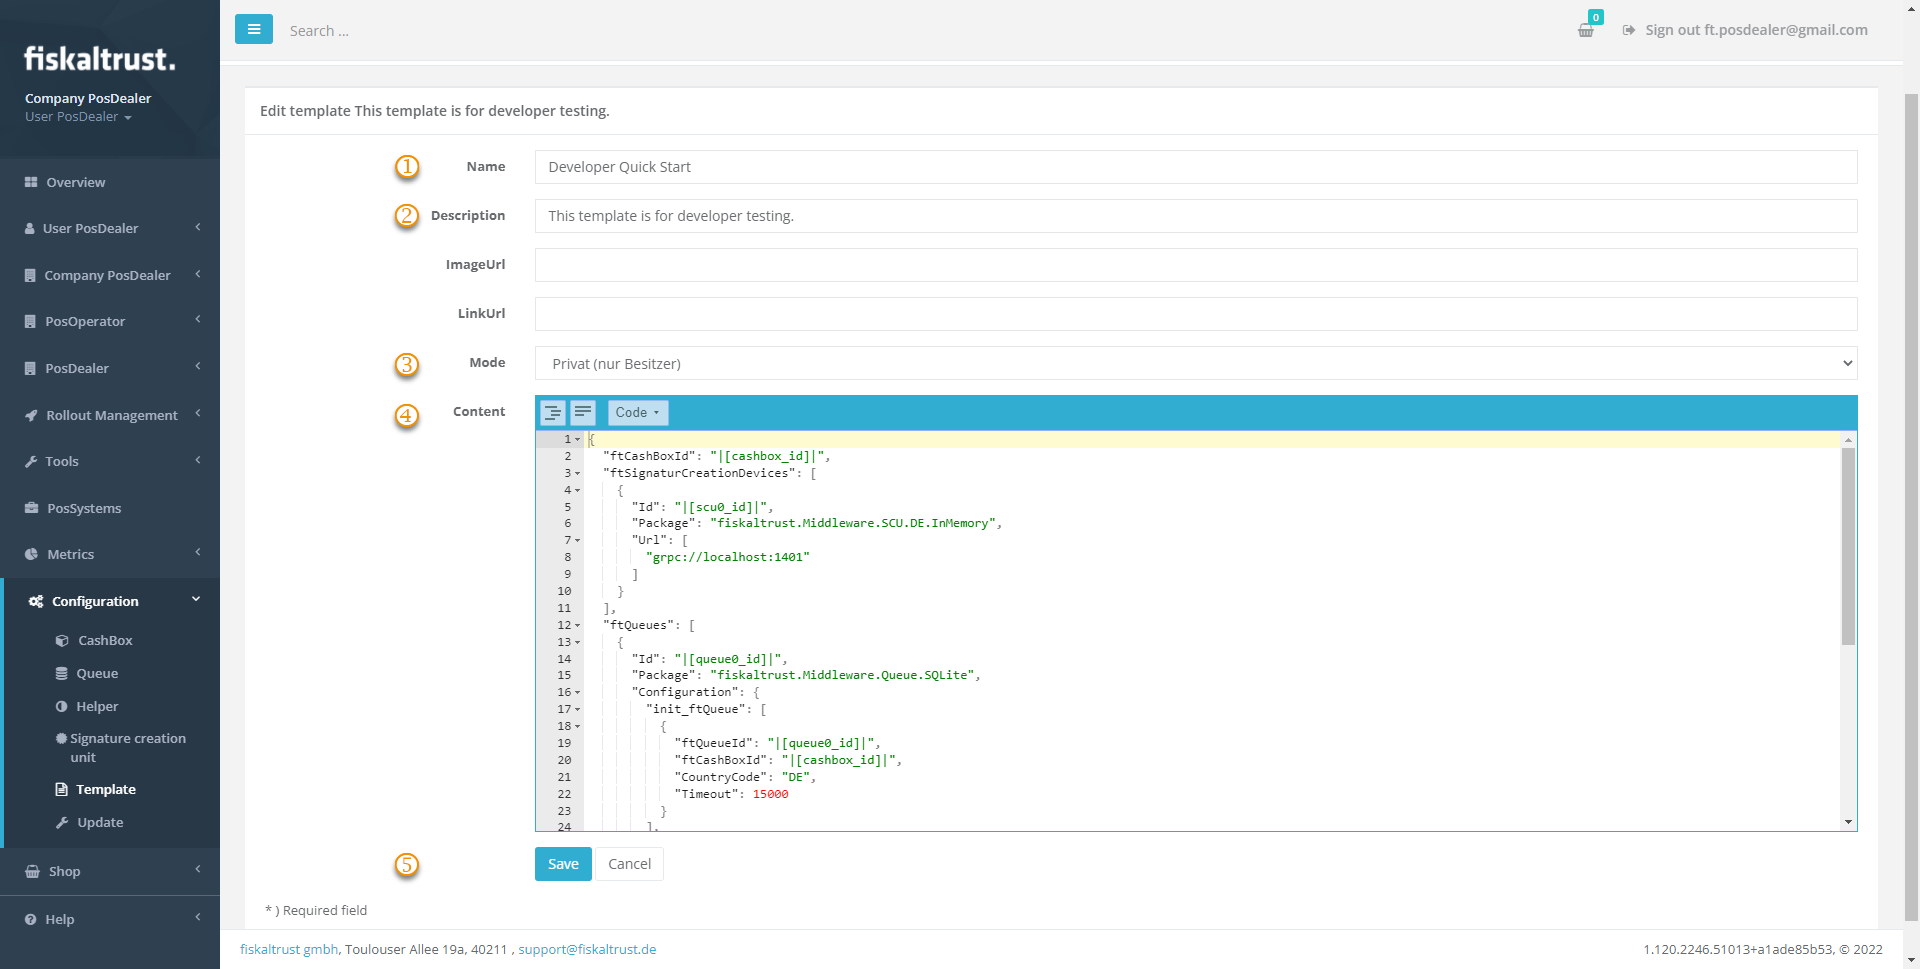 fiskaltrust.
Company PosDealer
User PosDealer
Overview
User PosDealer
Company PosDealer
PosOperator
PosDealer
Rollout Management
Tools
PosSystems
Metrics
Configuration
CashBox
Queue
Helper
Signature creation
unit
Template
Update
Shop
Help
Search ...
0
Sign out ft.posdealer@gmail.com
Edit template This template is for developer testing.
1 Name Developer Quick Start
2 Description This template is for developer testing.
ImageUrl
LinkUrl
3 Mode Privat (nur Besitzer)
4 Content Code
1 {
2 "ftCashBoxId": "|[cashbox_id]|",
3 "ftSignaturCreationDevices": [
4 {
5 "Id": "|[scu0_id]|",
6 "Package": "fiskaltrust.Middleware.SCU.DE.InMemory",
7 "Url": [
8 "grpc://localhost:1401"
9 ]
10 }
11 ],
12 "ftQueues": [
13 {
14 "Id": "|[queue0_id]|",
15 "Package": "fiskaltrust.Middleware.Queue.SQLite",
16 "Configuration": {
17 "init_ftQueue": [
18 {
19 "ftQueueId": "|[queue0_id]|",
20 "ftCashBoxId": "|[cashbox_id]|",
21 "CountryCode": "DE",
22 "Timeout": 15000
23 }
24 ],
5 Save Cancel
* ) Required field
fiskaltrust gmbh, Toulouser Allee 19a, 40211 , support@fiskaltrust.de
1.120.2246.51013+a1ade85b53, © 2022